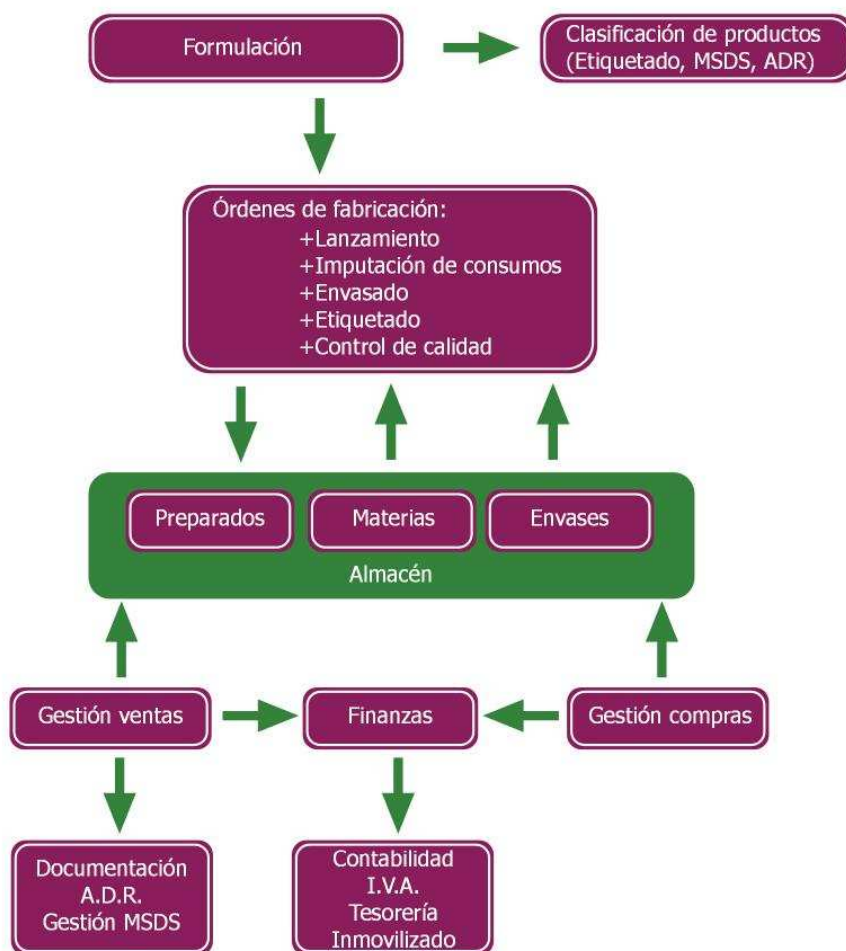 Formulación
Clasificación de productos
(Etiquetado, MSDS, ADR)
Órdenes de fabricación:
+Lanzamiento
+Imputación de consumos
+Envasado
+Etiquetado
+Control de calidad
Preparados
Materias
Envases
Almacén
Gestión ventas
Finanzas
Gestión compras
Documentación
A.D.R.
Gestión MSDS
Contabilidad
I.V.A.
Tesorería
Inmovilizado